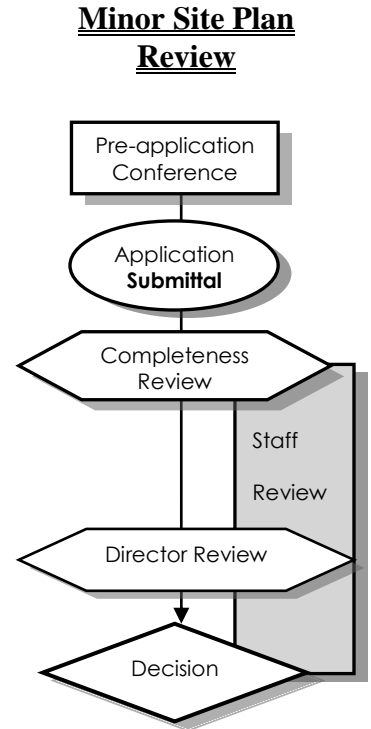 Minor Site Plan
Review
Pre-application
Conference
Application
Submittal
Completeness
Review
Staff
Review
Director Review
Decision